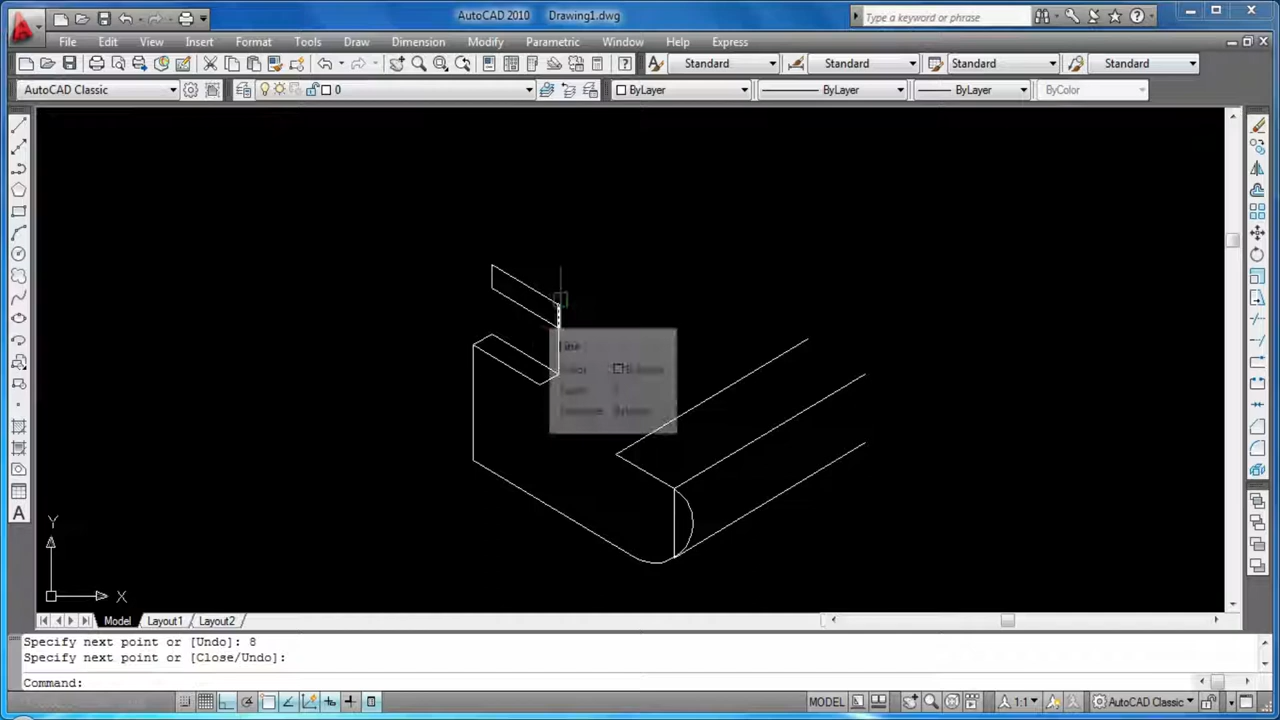 AutoCAD 2010 Drawing1.dwg
Type a keyword or phrase
File Edit View Insert Format Tools Draw Dimension Modify Parametric Window Help Express
Standard Standard Standard Standard
AutoCAD Classic 0 ByLayer ByLayer ByLayer ByColor
Line
Y
X
Model Layout1 Layout2
Specify next point or [Undo]: 8
Specify next point or [Close/Undo]:
Command:
MODEL 1:1 AutoCAD Classic